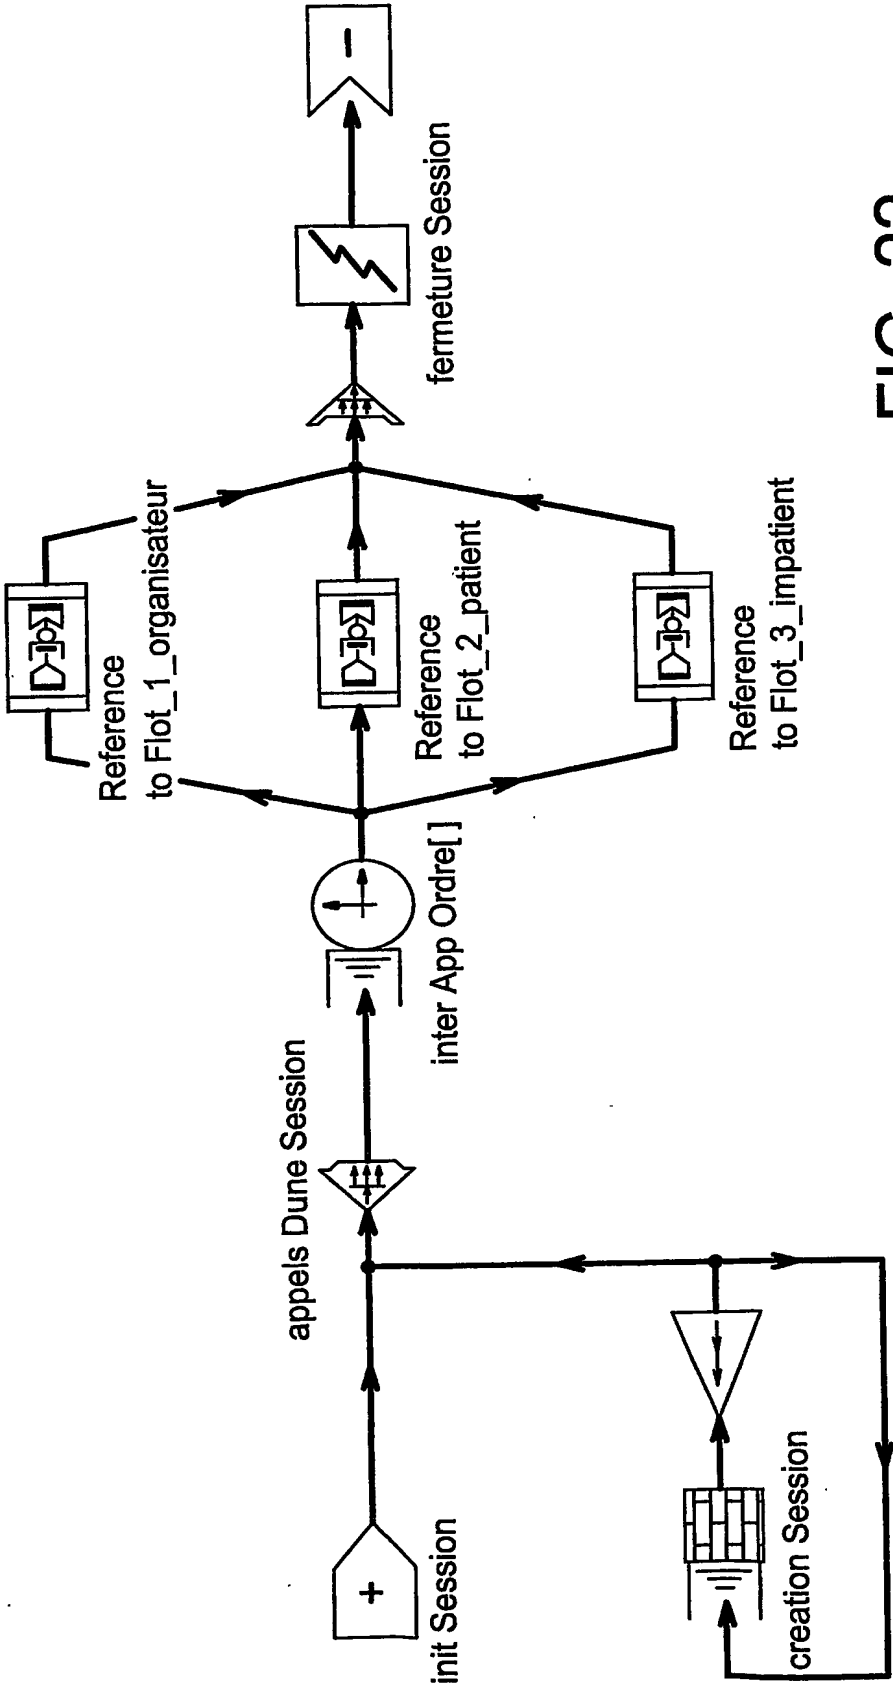 init Session
+
creation Session
appels Dune Session
inter App Ordre[ ]
Reference
to Flot_1_organisateur
Reference
to Flot_2_patient
Reference
to Flot_3_impatient
fermeture Session
−